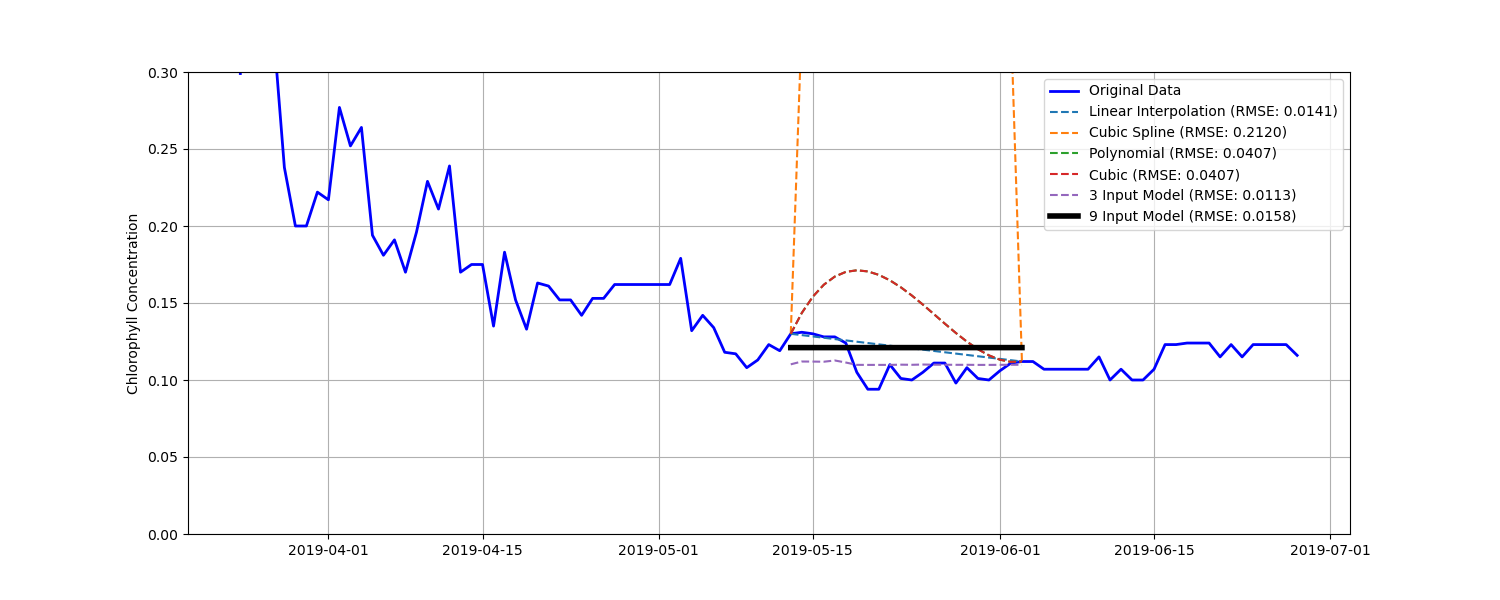 Chlorophyll Concentration
0.30
0.25
0.20
0.15
0.10
0.05
0.00
2019-04-01
2019-04-15
2019-05-01
2019-05-15
2019-06-01
2019-06-15
2019-07-01
Original Data
Linear Interpolation (RMSE: 0.0141)
Cubic Spline (RMSE: 0.2120)
Polynomial (RMSE: 0.0407)
Cubic (RMSE: 0.0407)
3 Input Model (RMSE: 0.0113)
9 Input Model (RMSE: 0.0158)